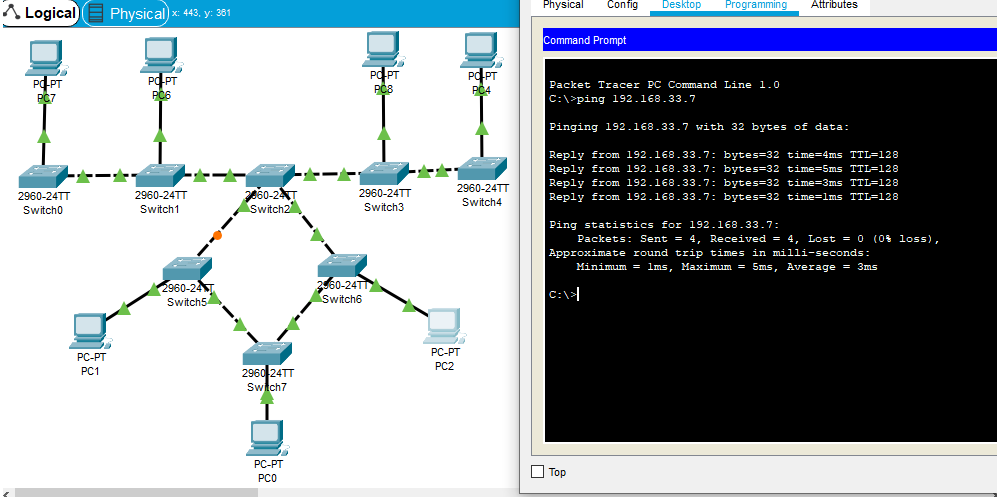 Logical
Physical
x: 443, y: 361
PC-PT
PC7
PC-PT
PC6
PC-PT
PC8
PC-PT
PC4
2960-24TT
Switch0
2960-24TT
Switch1
2960-24TT
Switch2
2960-24TT
Switch3
2960-24TT
Switch4
2960-24TT
Switch5
2960-24TT
Switch6
PC-PT
PC1
2960-24TT
Switch7
PC-PT
PC2
PC-PT
PC0
Physical Config Desktop Programming Attributes
Command Prompt
Packet Tracer PC Command Line 1.0
C:\>ping 192.168.33.7
Pinging 192.168.33.7 with 32 bytes of data:
Reply from 192.168.33.7: bytes=32 time=4ms TTL=128
Reply from 192.168.33.7: bytes=32 time=5ms TTL=128
Reply from 192.168.33.7: bytes=32 time=3ms TTL=128
Reply from 192.168.33.7: bytes=32 time=1ms TTL=128
Ping statistics for 192.168.33.7:
Packets: Sent = 4, Received = 4, Lost = 0 (0% loss),
Approximate round trip times in milli-seconds:
Minimum = 1ms, Maximum = 5ms, Average = 3ms
C:\>
Top